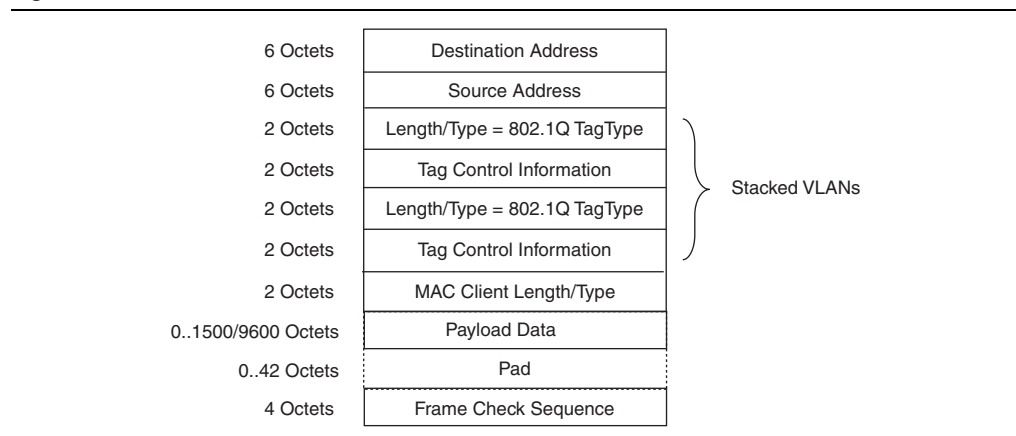 6 Octets Destination Address
6 Octets Source Address
2 Octets Length/Type = 802.1Q TagType
2 Octets Tag Control Information
Stacked VLANs
2 Octets Length/Type = 802.1Q TagType
2 Octets Tag Control Information
2 Octets MAC Client Length/Type
0..1500/9600 Octets Payload Data
0..42 Octets Pad
4 Octets Frame Check Sequence